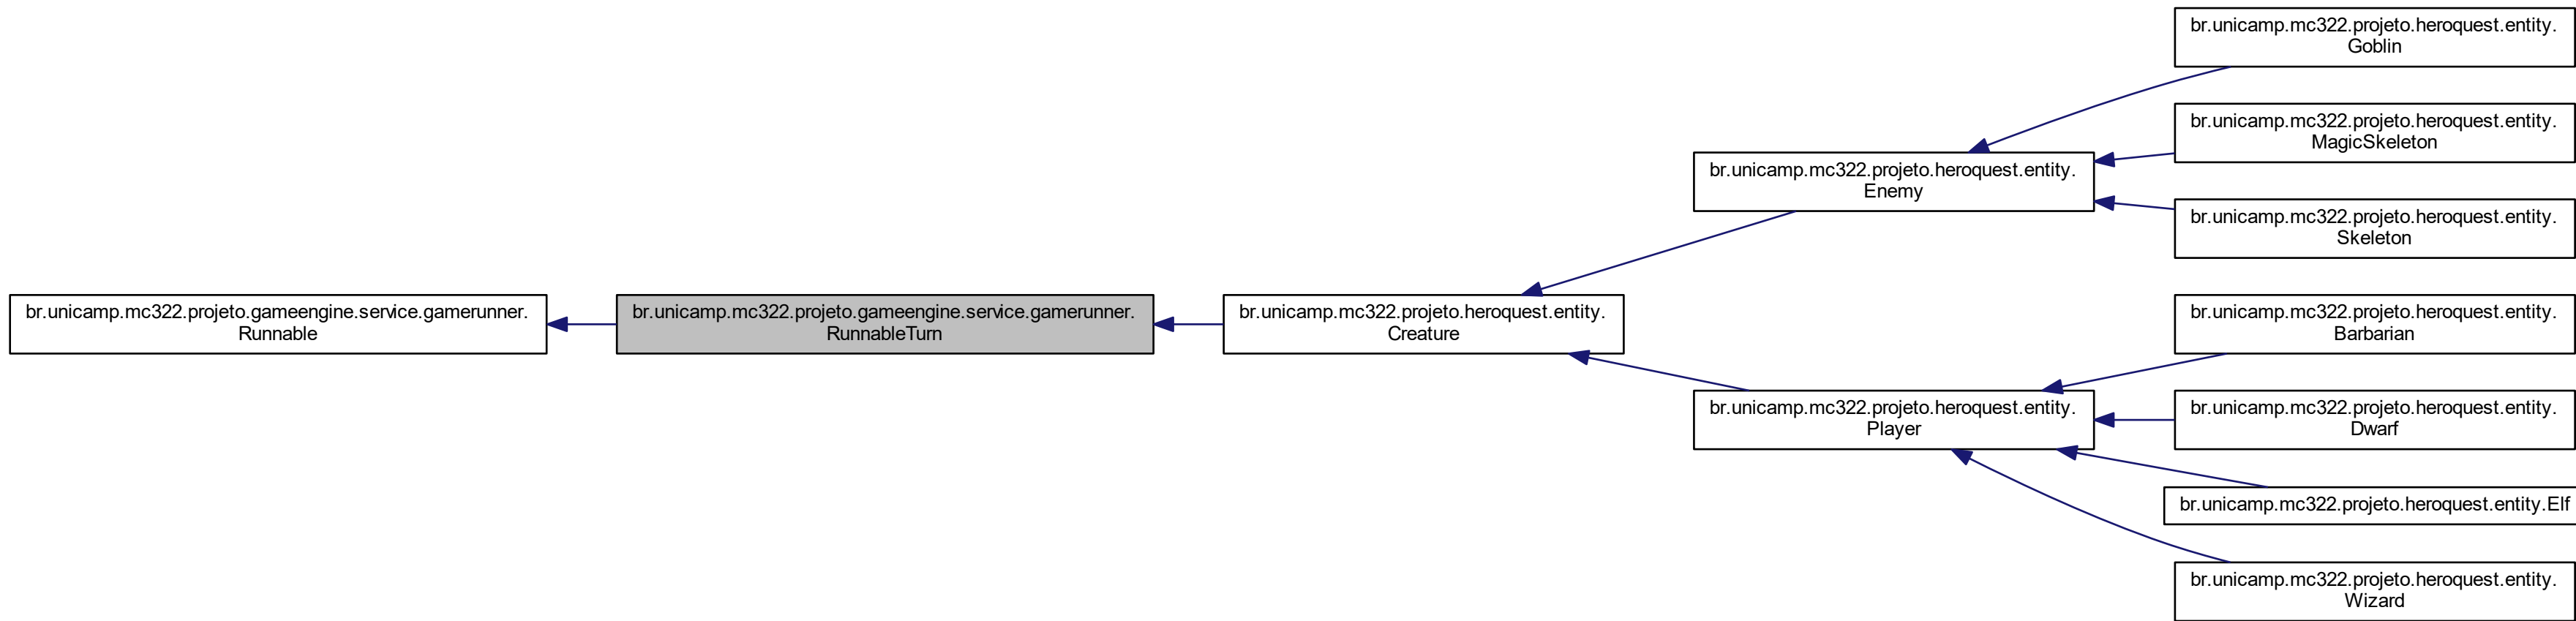 br.unicamp.mc322.projeto.gameengine.service.gamerunner.
Runnable
br.unicamp.mc322.projeto.gameengine.service.gamerunner.
RunnableTurn
br.unicamp.mc322.projeto.heroquest.entity.
Creature
br.unicamp.mc322.projeto.heroquest.entity.
Enemy
br.unicamp.mc322.projeto.heroquest.entity.
Player
br.unicamp.mc322.projeto.heroquest.entity.
Goblin
br.unicamp.mc322.projeto.heroquest.entity.
MagicSkeleton
br.unicamp.mc322.projeto.heroquest.entity.
Skeleton
br.unicamp.mc322.projeto.heroquest.entity.
Barbarian
br.unicamp.mc322.projeto.heroquest.entity.
Dwarf
br.unicamp.mc322.projeto.heroquest.entity.Elf
br.unicamp.mc322.projeto.heroquest.entity.
Wizard